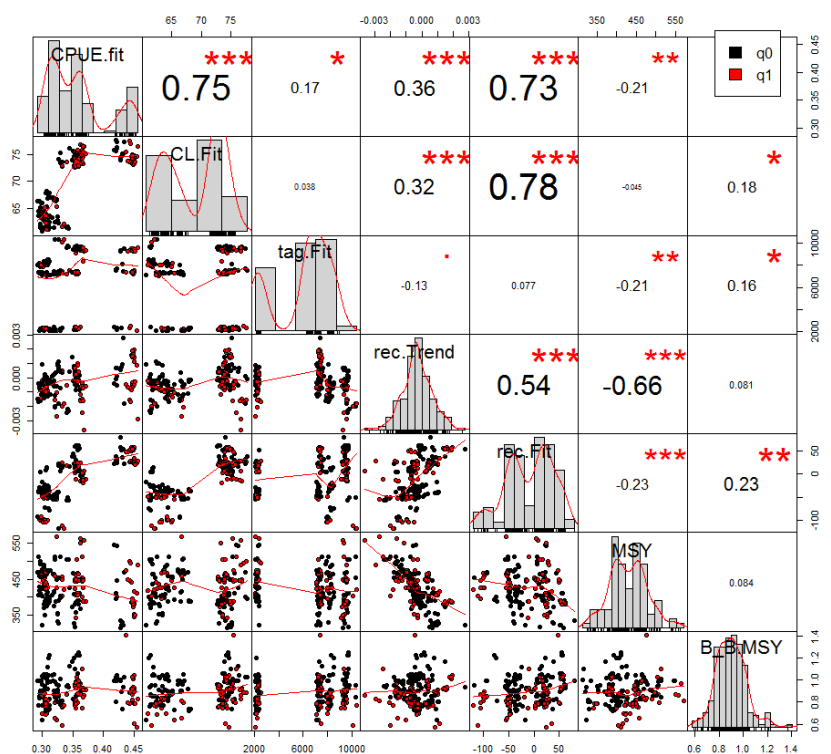 65 70 75
-0.003 0.000 0.003
350 450 550
CPUE.fit
0.75 ***
0.17 *
0.36 ***
0.73 ***
-0.21 **
q0
q1
0.30 0.35 0.40 0.45
65 70 75
CL.Fit
0.038
0.32 ***
0.78 ***
-0.045
0.18 *
tag.Fit
-0.13 .
0.077
-0.21 **
0.16 *
2000 6000 10000
-0.003 0.000 0.003
rec.Trend
0.54 ***
-0.66 ***
0.081
rec.Fit
-0.23 ***
0.23 **
-100 0 50
350 450 550
MSY
0.084
B_B.MSY
0.6 0.8 1.0 1.2 1.4
0.30 0.35 0.40 0.45
2000 6000 10000
-100 -50 0 50
0.6 0.8 1.0 1.2 1.4